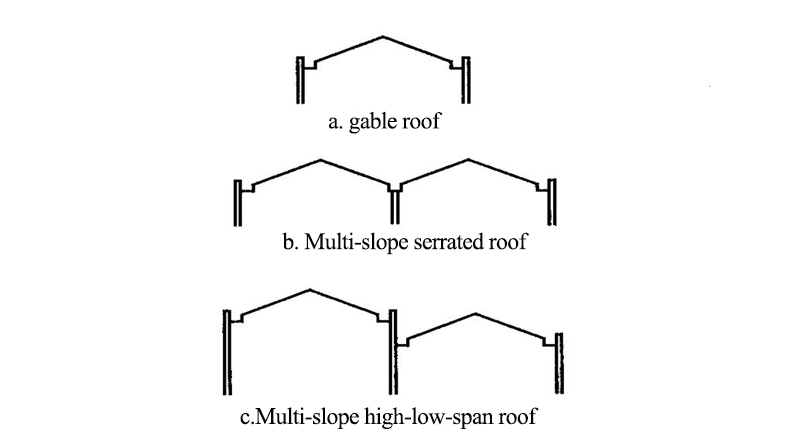 a. gable roof
b. Multi-slope serrated roof
c.Multi-slope high-low-span roof